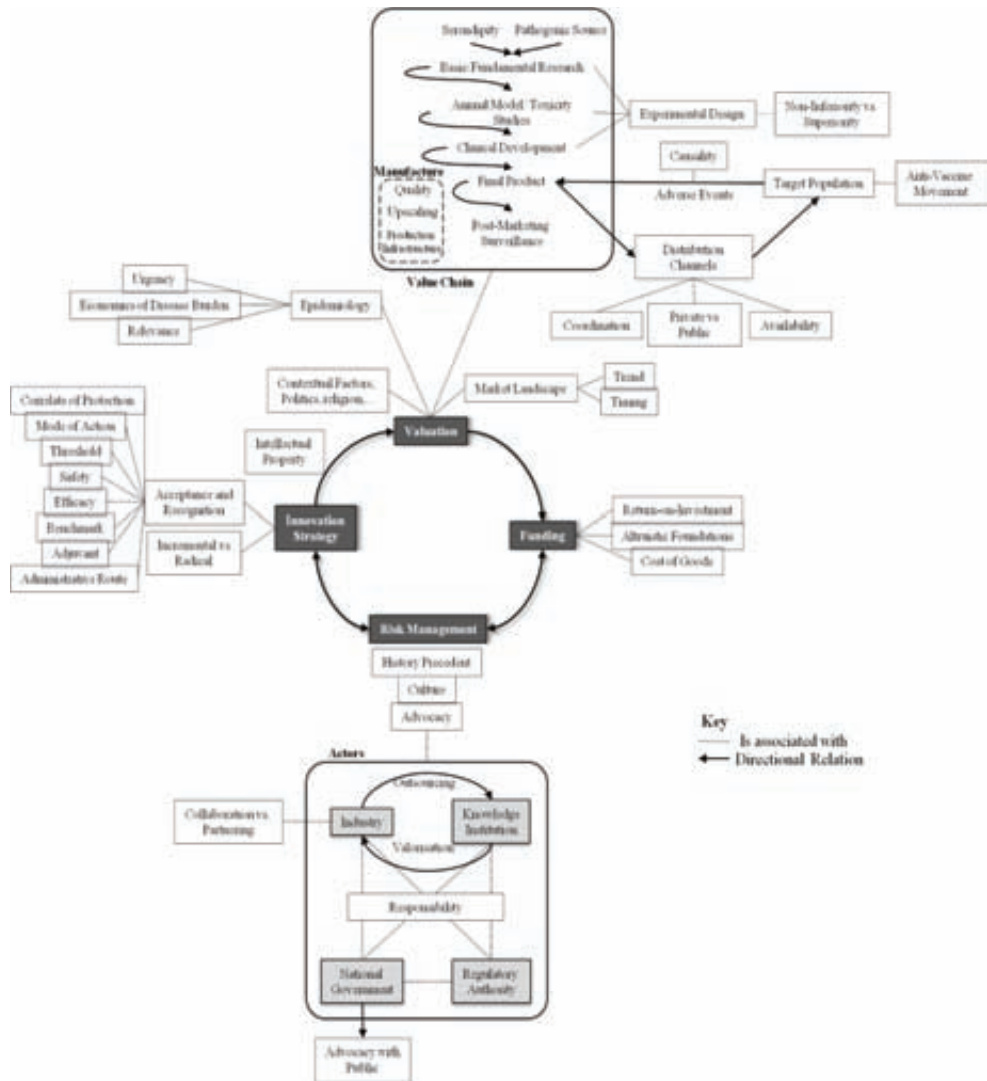 Serendipity Pathogenic Source
Basic Fundamental Research
Animal Model/Toxicity
Studies
Experimental Design
Non-Inferiority vs
Superiority
Clinical Development
Causality
Manufacture
Final Product
Target Population
Anti-Vaccine
Movement
Quality
Adverse Events
Upscaling
Post-Marketing
Surveillance
Production
Infrastructure
Distribution
Channels
Value Chain
Urgency
Economics of Disease Burden
Epidemiology
Relevance
Coordination
Private vs
Public
Availability
Contextual Factors,
Politics, religion,..
Market Landscape
Trend
Timing
Correlate of Protection
Mode of Action
Valuation
Threshold
Intellectual
Property
Safety
Efficacy
Acceptance and
Recognition
Benchmark
Innovation
Strategy
Funding
Return-on-Investment
Altruistic Foundations
Adjuvant
Incremental vs
Radical
Cost of Goods
Administrative Route
Risk Management
History Precedent
Culture
Advocacy
Key
Is associated with
Directional Relation
Actors
Outsourcing
Collaboration vs.
Partnering
Industry
Knowledge
Institution
Valorisation
Responsibility
National
Government
Regulatory
Authority
Advocacy with
Public